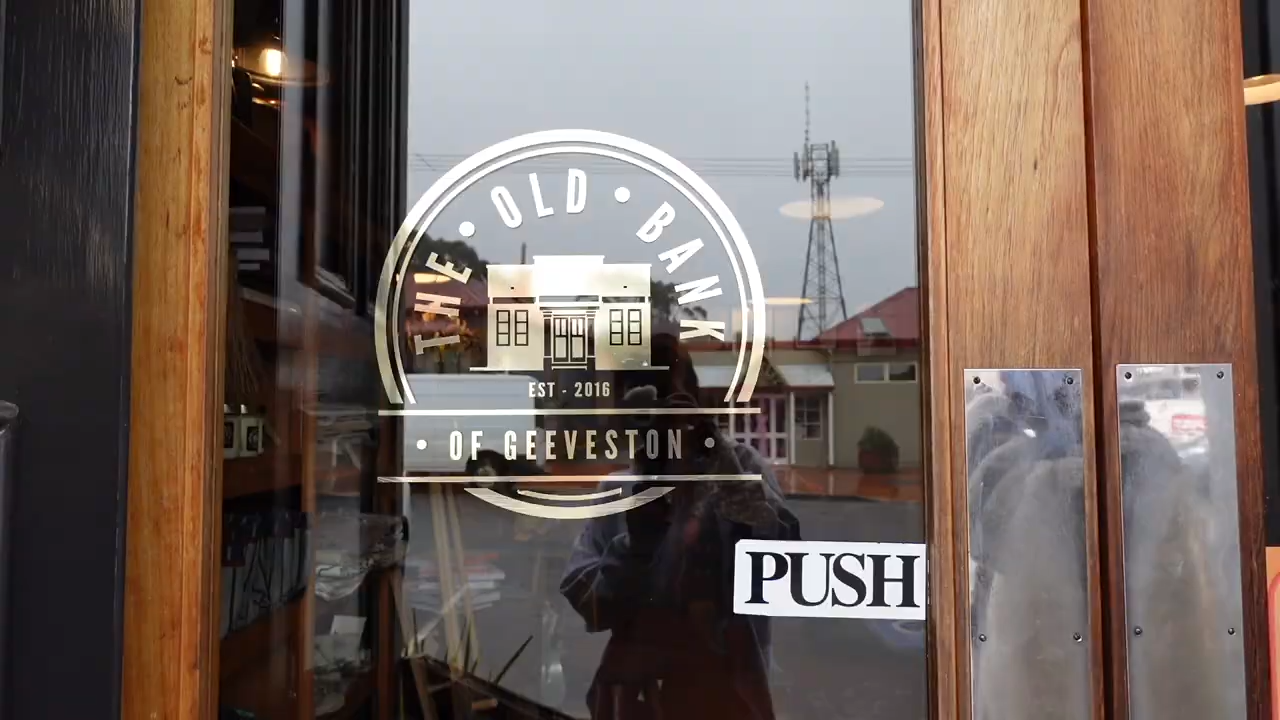 THE • OLD • BANK
EST - 2016
• OF GEEVESTON •
PUSH